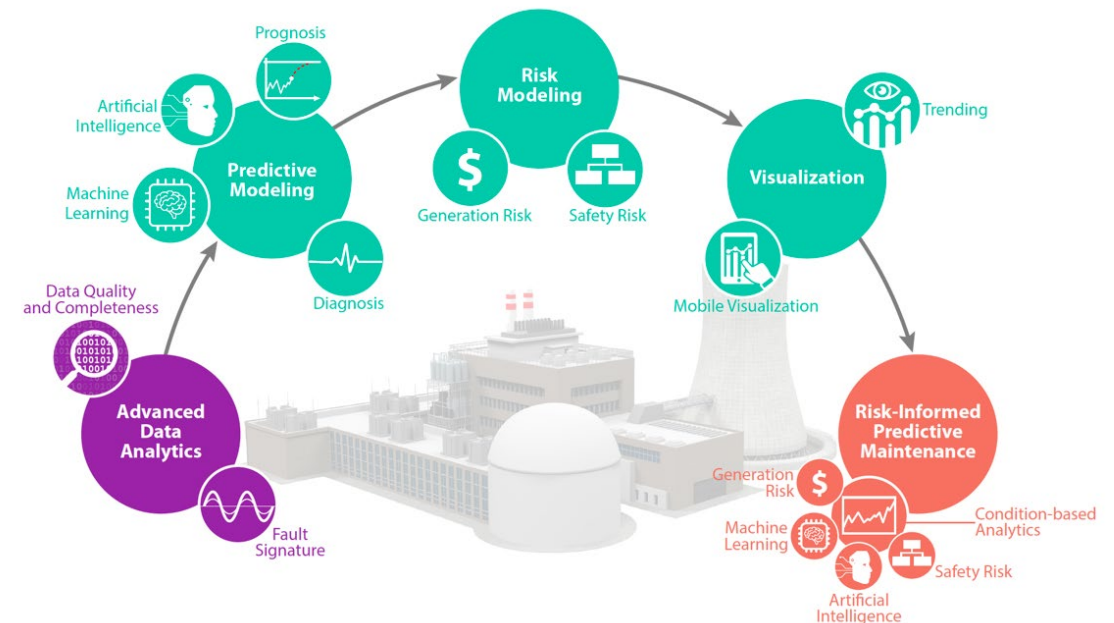 Prognosis
Artificial
Intelligence
Machine
Learning
Predictive
Modeling
Diagnosis
Risk
Modeling
$
Generation Risk
Safety Risk
Trending
Visualization
Mobile Visualization
Data Quality
and Completeness
Advanced
Data
Analytics
Fault
Signature
Risk-Informed
Predictive
Maintenance
Generation
Risk
$
Condition-based
Analytics
Machine
Learning
Safety Risk
Artificial
Intelligence